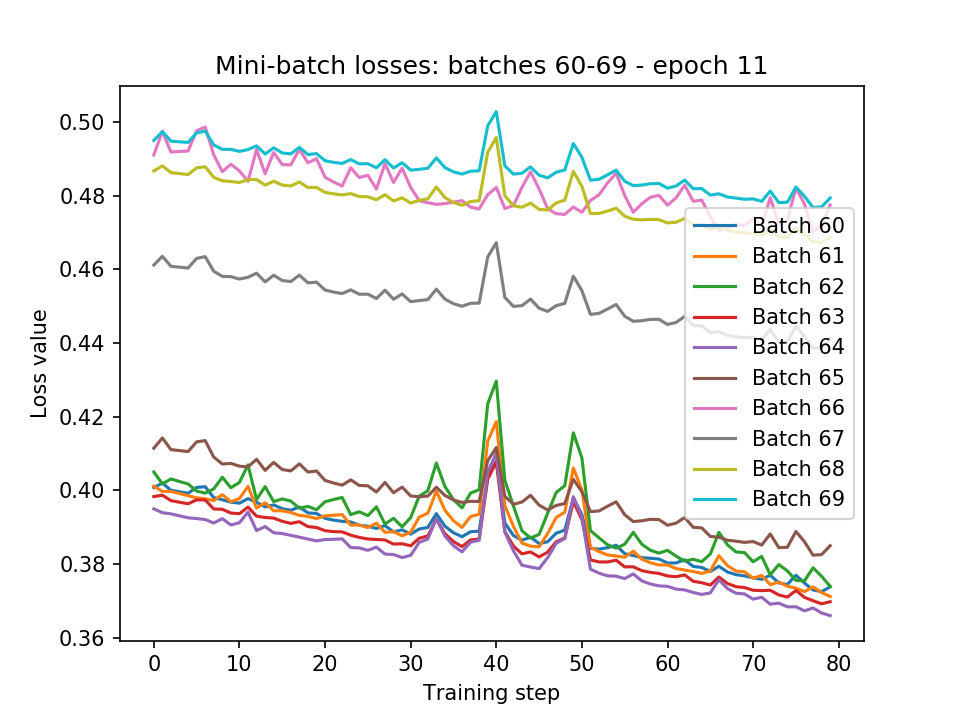 Mini-batch losses: batches 60-69 - epoch 11
Loss value
0.50
0.48
0.46
0.44
0.42
0.40
0.38
0.36
Batch 60
Batch 61
Batch 62
Batch 63
Batch 64
Batch 65
Batch 66
Batch 67
Batch 68
Batch 69
0 10 20 30 40 50 60 70 80
Training step